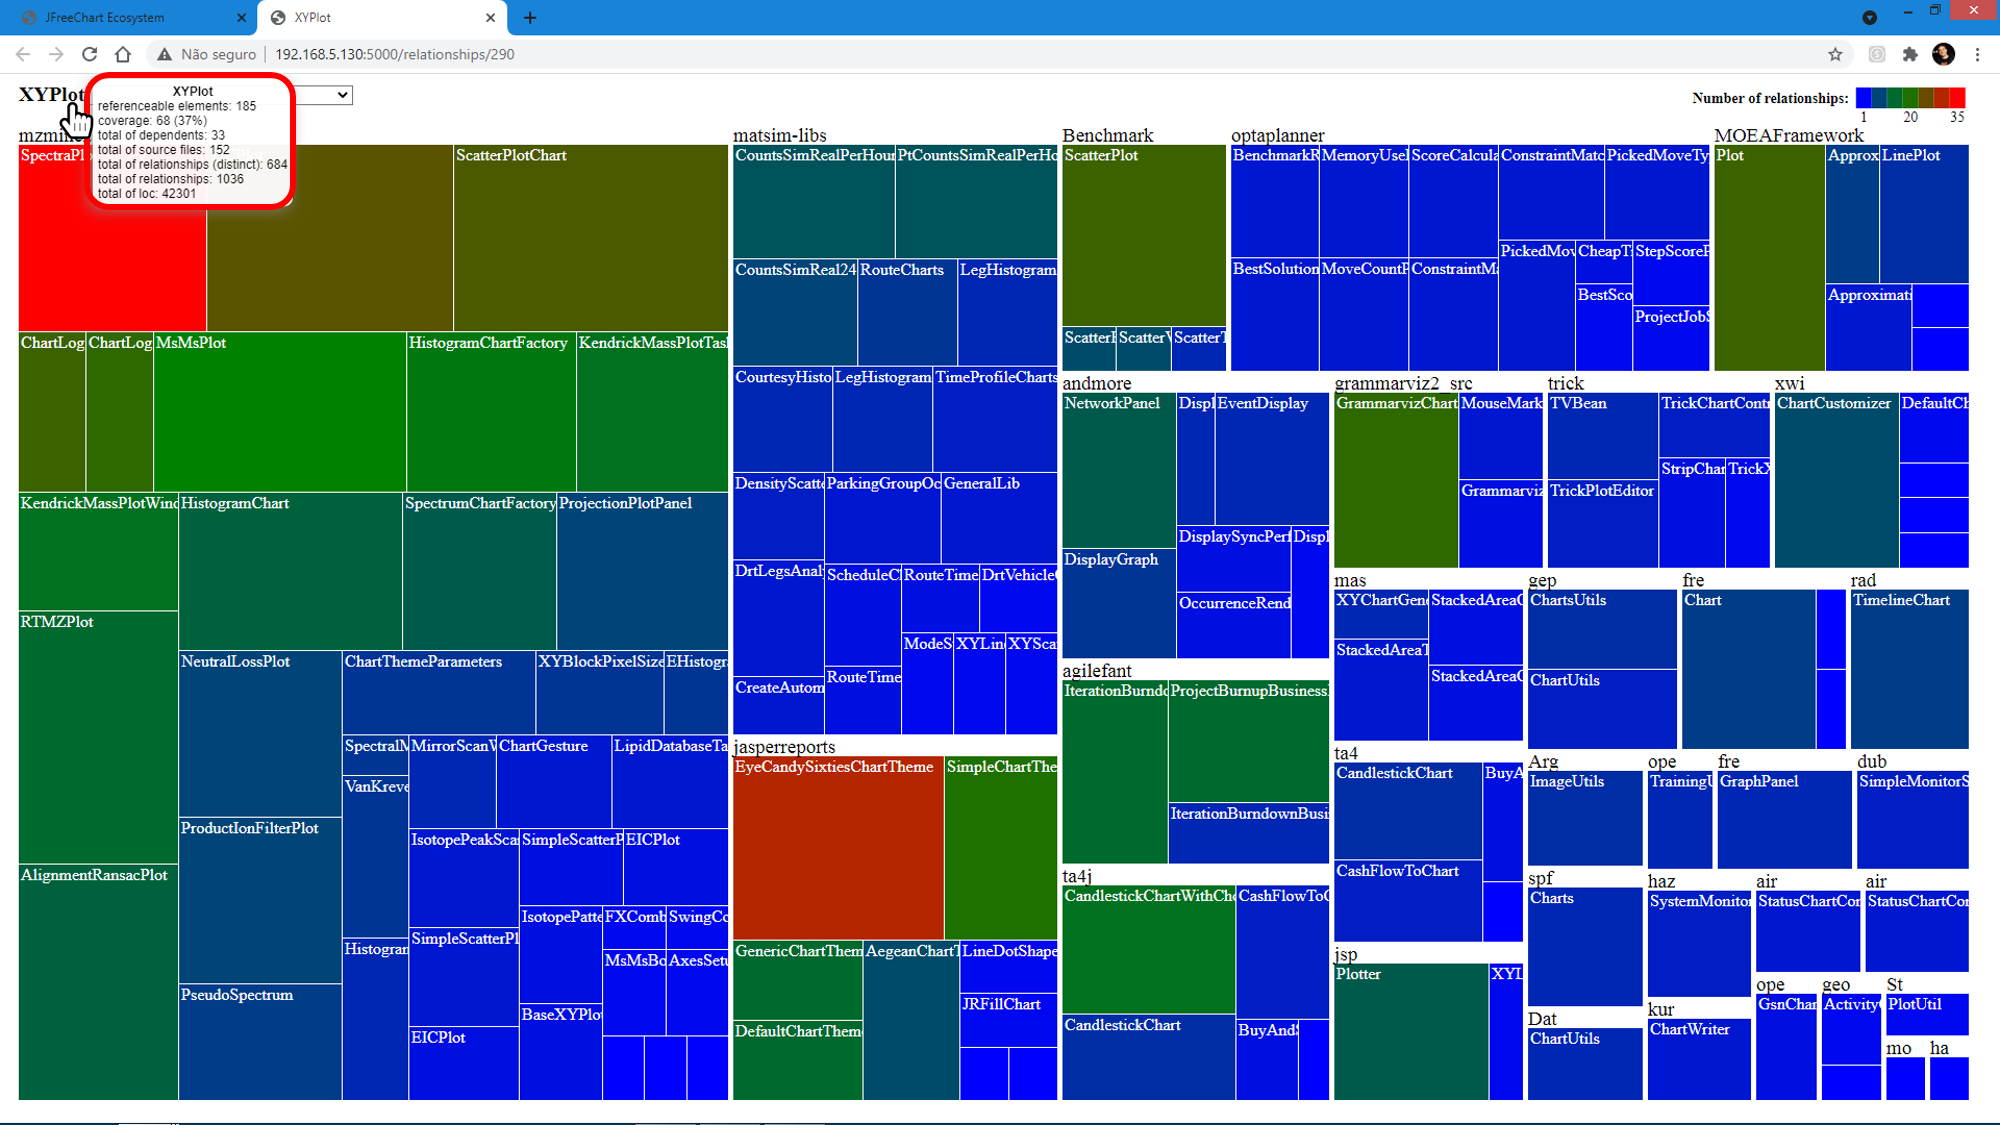 JFreeChart Ecosystem
XYPlot
Não seguro
192.168.5.130:5000/relationships/290
XYPlot
XYPlot
referenceable elements: 185
coverage: 68 (37%)
total of dependents: 33
total of source files: 152
total of relationships (distinct): 684
total of relationships: 1036
total of loc: 42301
Number of relationships:
1 20 35
SpectraPl
ScatterPlotChart
ChartLog
ChartLog
MsMsPlot
HistogramChartFactory
KendrickMassPlotTas
KendrickMassPlotWind
HistogramChart
SpectrumChartFactory
ProjectionPlotPanel
RTMZPlot
NeutralLossPlot
ChartThemeParameters
XYBlockPixelSize
EHistogr
SpectralM
MirrorScanW
ChartGesture
LipidDatabaseTa
VanKreve
ProductIonFilterPlot
IsotopePeakSca
SimpleScatterP
EICPlot
AlignmentRansacPlot
IsotopePatte
FXComb
SwingCo
SimpleScatterPl
Histogram
MsMsBo
AxesSetu
PseudoSpectrum
BaseXYPlo
EICPlot
matsim-libs
CountsSimRealPerHour
PtCountsSimRealPerHo
CountsSimReal24
RouteCharts
LegHistogram
CourtesyHisto
LegHistogram
TimeProfileCharts
DensityScatte
ParkingGroupOc
GeneralLib
DrtLegsAnal
ScheduleC
RouteTime
DrtVehicle
ModeS
XYLin
XYSca
RouteTime
CreateAutom
jasperreports
EyeCandySixtiesChartTheme
SimpleChartThe
GenericChartThem
AegeanChartT
LineDotShape
JRFillChart
DefaultChartThem
Benchmark
ScatterPlot
ScatterP
ScatterV
ScatterT
optaplanner
BenchmarkR
MemoryUse
ScoreCalcula
ConstraintMatc
PickedMoveTy
BestSolution
MoveCountP
ConstraintMa
PickedMov
CheapT
StepScoreP
BestSco
ProjectJobS
MOEAFramework
Plot
Approx
LinePlot
Approximati
andmore
NetworkPanel
Displ
EventDisplay
DisplaySyncPerf
Displ
DisplayGraph
OccurrenceRend
grammarviz2_src
GrammarvizChart
MouseMark
Grammarviz
trick
TVBean
TrickChartContr
StripChar
TrickX
TrickPlotEditor
xwi
ChartCustomizer
DefaultCh
agilefant
IterationBurndo
ProjectBurnupBusiness
IterationBurndownBusi
mas
XYChartGene
StackedAreaC
StackedAreaT
StackedAreaC
gep
ChartsUtils
ChartUtils
fre
Chart
rad
TimelineChart
ta4j
CandlestickChartWithCho
CashFlowToC
CandlestickChart
BuyAndS
ta4
CandlestickChart
BuyA
CashFlowToChart
jsp
Plotter
XYL
Arg
ImageUtils
ope
TrainingU
fre
GraphPanel
dub
SimpleMonitorS
spf
Charts
haz
SystemMonitor
air
StatusChartCon
air
StatusChartCon
Dat
ChartUtils
kur
ChartWriter
ope
GsnChar
geo
Activity
St
PlotUtil
mo
ha